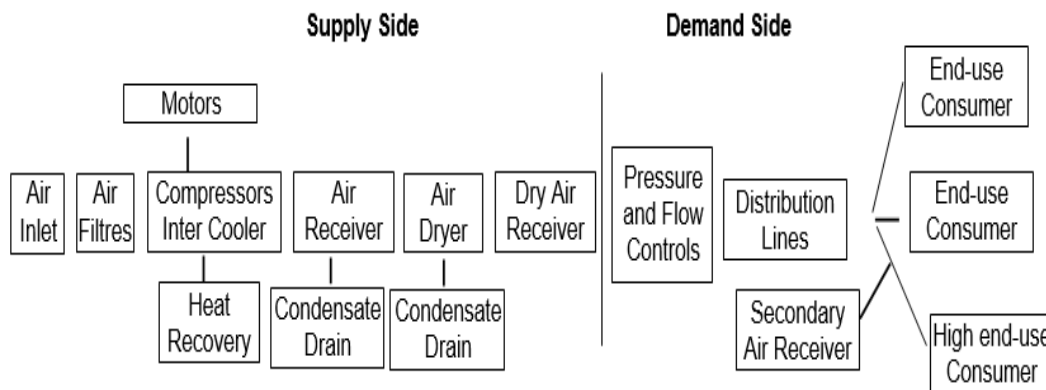 Supply Side
Demand Side
Motors
Air
Inlet
Air
Filtres
Compressors
Inter Cooler
Air
Receiver
Air
Dryer
Dry Air
Receiver
Heat
Recovery
Condensate
Drain
Condensate
Drain
Pressure
and Flow
Controls
Distribution
Lines
Secondary
Air Receiver
End-use
Consumer
End-use
Consumer
High end-use
Consumer